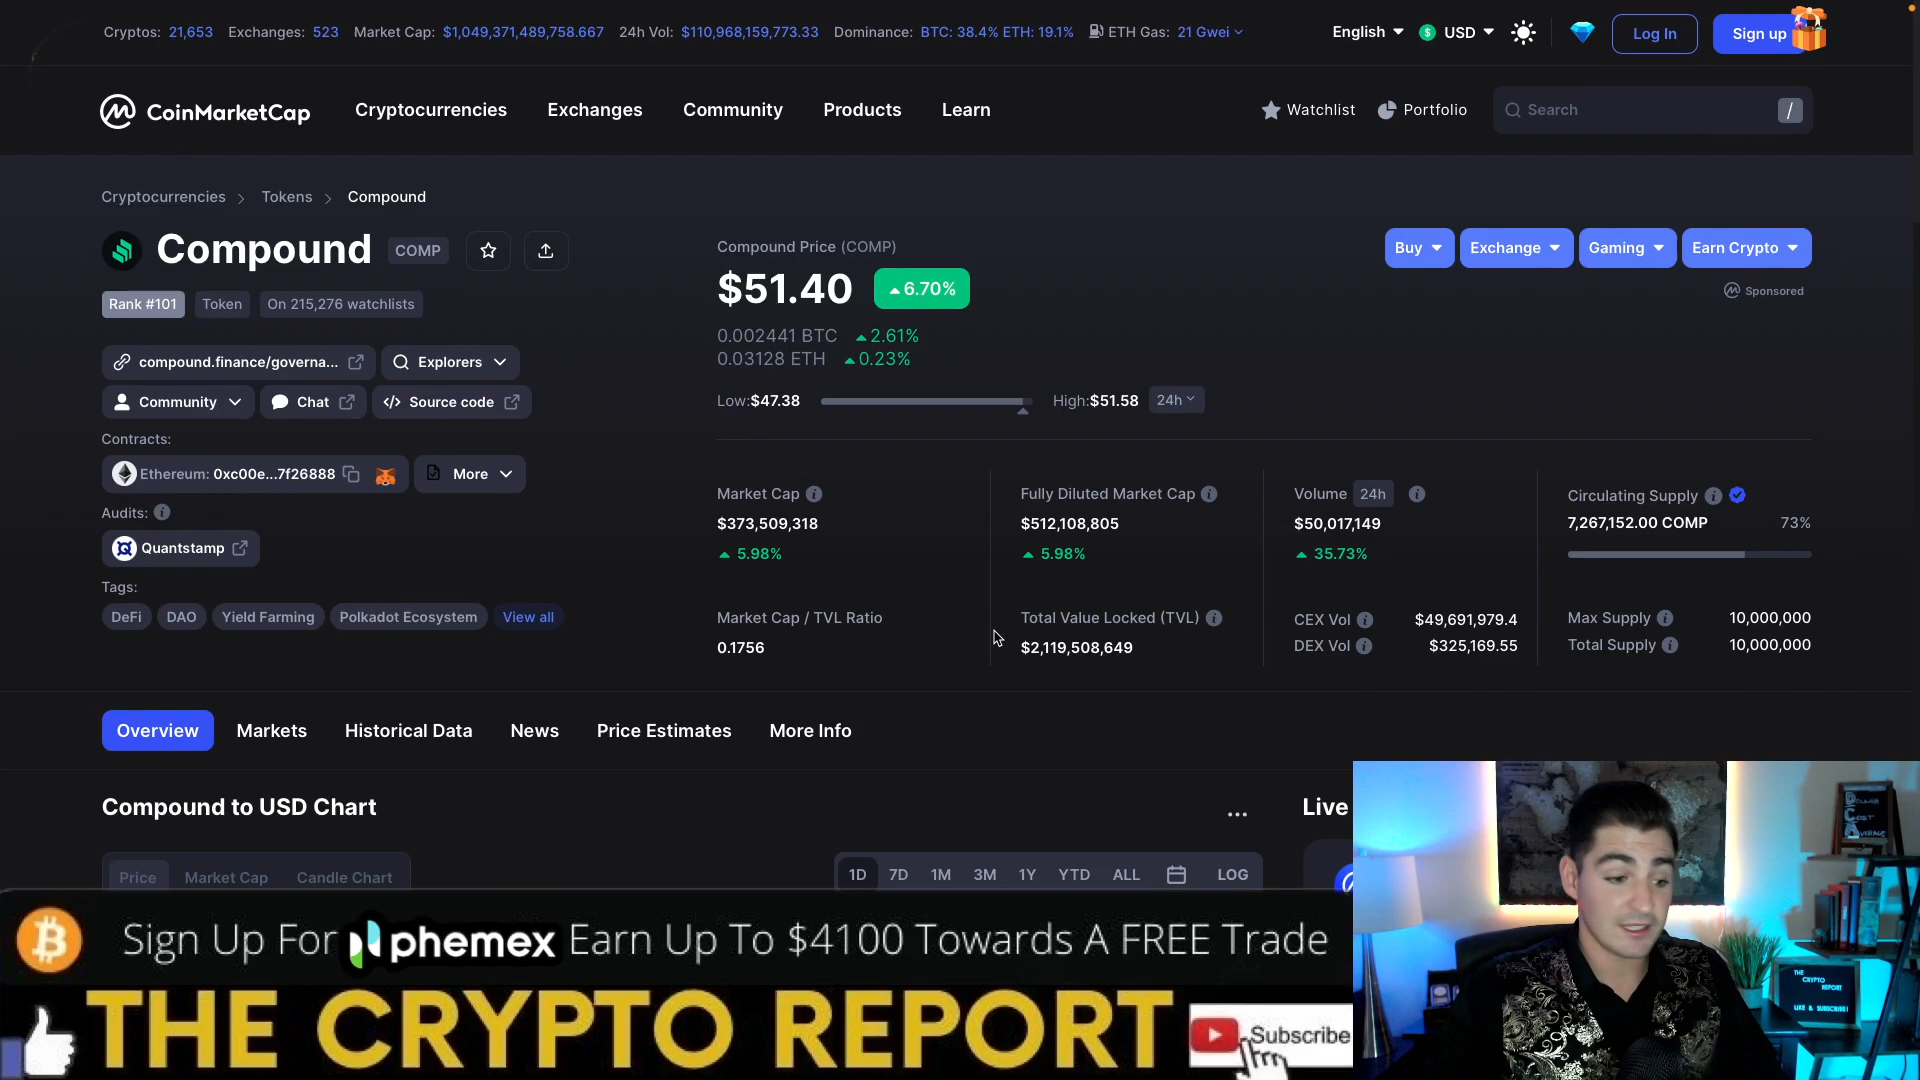 Cryptos: 21,653 Exchanges: 523 Market Cap: $1,049,371,489,758.667 24h Vol: $110,968,159,773.33 Dominance: BTC: 38.4% ETH: 19.1% ETH Gas: 21 Gwei English USD Log In Sign up
CoinMarketCap Cryptocurrencies Exchanges Community Products Learn Watchlist Portfolio Search /
Cryptocurrencies > Tokens > Compound
Compound COMP
Rank #101 Token On 215,276 watchlists
compound.finance/governa... Explorers
Community Chat Source code
Contracts:
Ethereum: 0xc00e...7f26888 More
Audits:
Quantstamp
Tags:
DeFi DAO Yield Farming Polkadot Ecosystem View all
Compound Price (COMP)
$51.40 6.70%
0.002441 BTC 2.61%
0.03128 ETH 0.23%
Low:$47.38 High:$51.58 24h
Buy Exchange Gaming Earn Crypto
Sponsored
Market Cap
$373,509,318
5.98%
Market Cap / TVL Ratio
0.1756
Fully Diluted Market Cap
$512,108,805
5.98%
Total Value Locked (TVL)
$2,119,508,649
Volume 24h
$50,017,149
35.73%
CEX Vol $49,691,979.4
DEX Vol $325,169.55
Circulating Supply
7,267,152.00 COMP 73%
Max Supply 10,000,000
Total Supply 10,000,000
Overview Markets Historical Data News Price Estimates More Info
Compound to USD Chart
Live
Price Market Cap Candle Chart
1D 7D 1M 3M 1Y YTD ALL LOG
Sign Up For phemex Earn Up To $4100 Towards A FREE Trade
THE CRYPTO REPORT
Subscribe
DOLLAR
COST
AVERAGE
THE
CRYPTO
REPORT
LIKE & SUBSCRIBE!